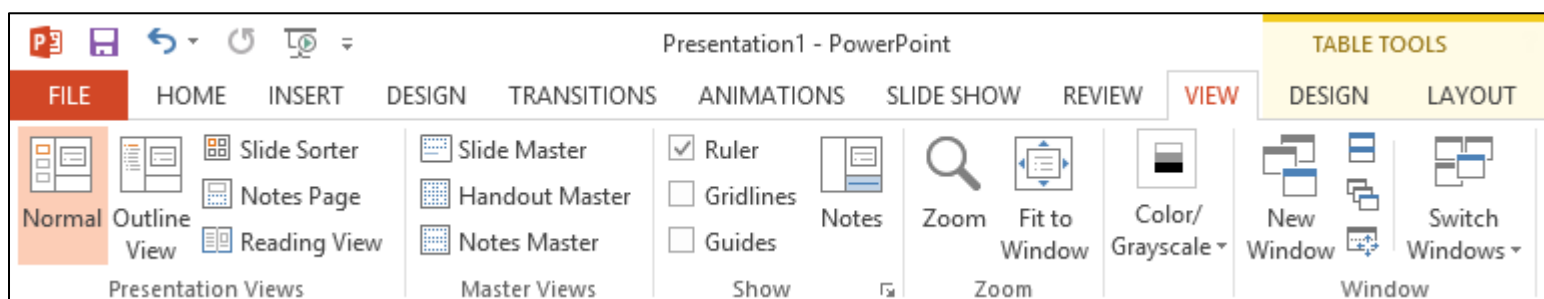 Presentation1 - PowerPoint TABLE TOOLS
FILE HOME INSERT DESIGN TRANSITIONS ANIMATIONS SLIDE SHOW REVIEW VIEW DESIGN LAYOUT
Normal
Outline
View
Slide Sorter
Notes Page
Reading View
Presentation Views
Slide Master
Handout Master
Notes Master
Master Views
Ruler
Gridlines
Guides
Notes
Show
Zoom
Fit to
Window
Zoom
Color/
Grayscale
New
Window
Switch
Windows
Window